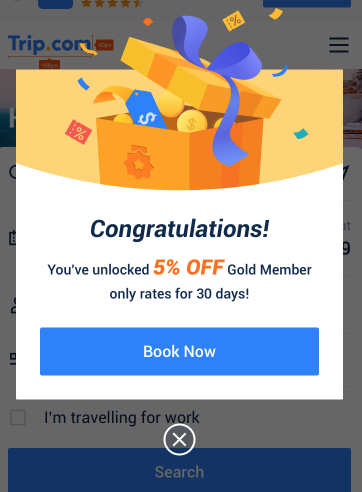 Trip.com
Congratulations!
You've unlocked 5% OFF Gold Member
only rates for 30 days!
Book Now
I'm travelling for work
Search